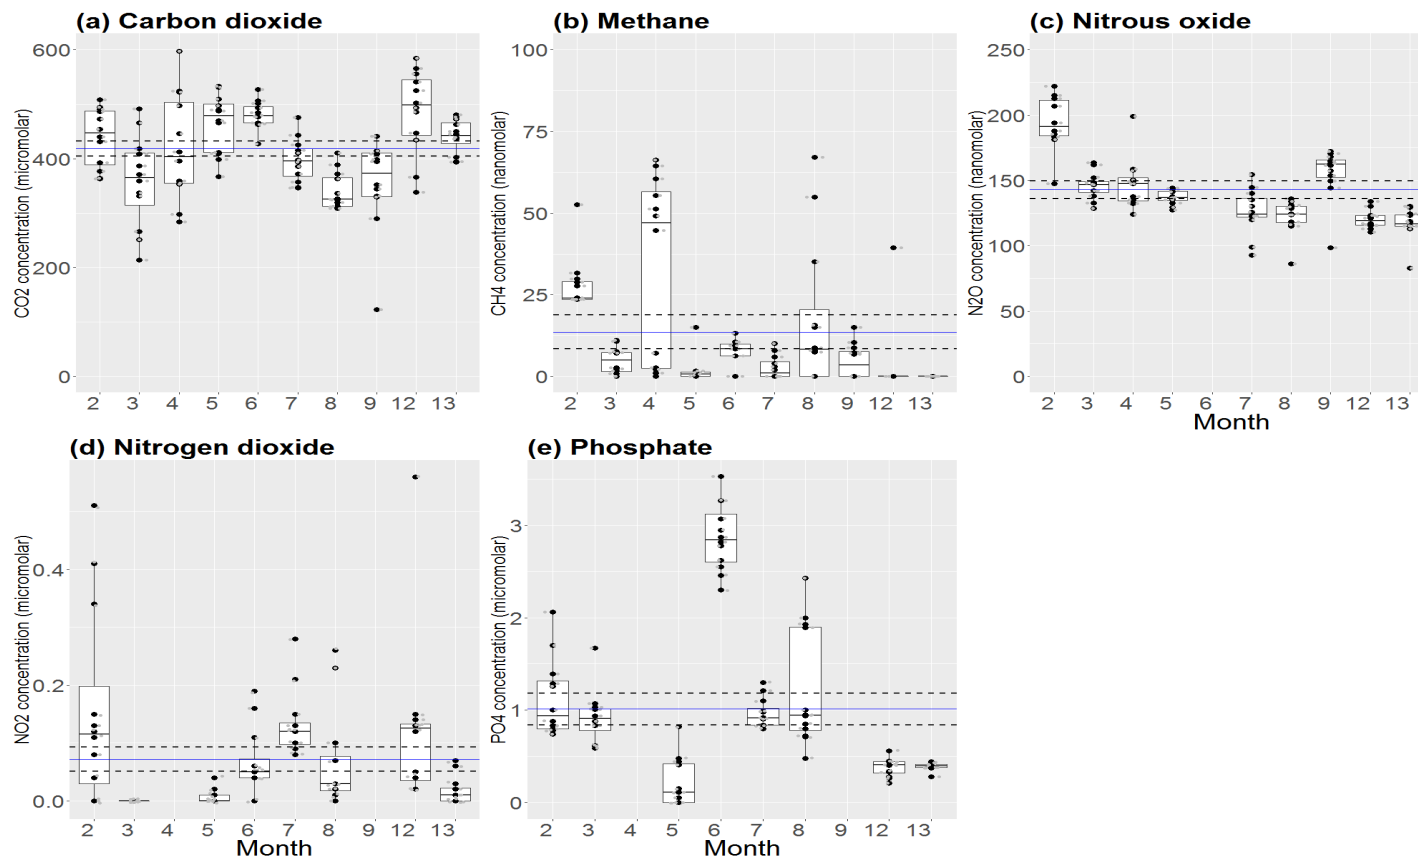 (a) Carbon dioxide
CO2 concentration (micromolar)
600
400
200
0
2 3 4 5 6 7 8 9 12 13
(b) Methane
CH4 concentration (nanomolar)
100
75
50
25
0
2 3 4 5 6 7 8 9 12 13
(c) Nitrous oxide
N2O concentration (nanomolar)
250
200
150
100
50
0
2 3 4 5 6 7 8 9 12 13
Month
(d) Nitrogen dioxide
NO2 concentration (micromolar)
0.4
0.2
0.0
2 3 4 5 6 7 8 9 12 13
Month
(e) Phosphate
PO4 concentration (micromolar)
3
2
1
0
2 3 4 5 6 7 8 9 12 13
Month